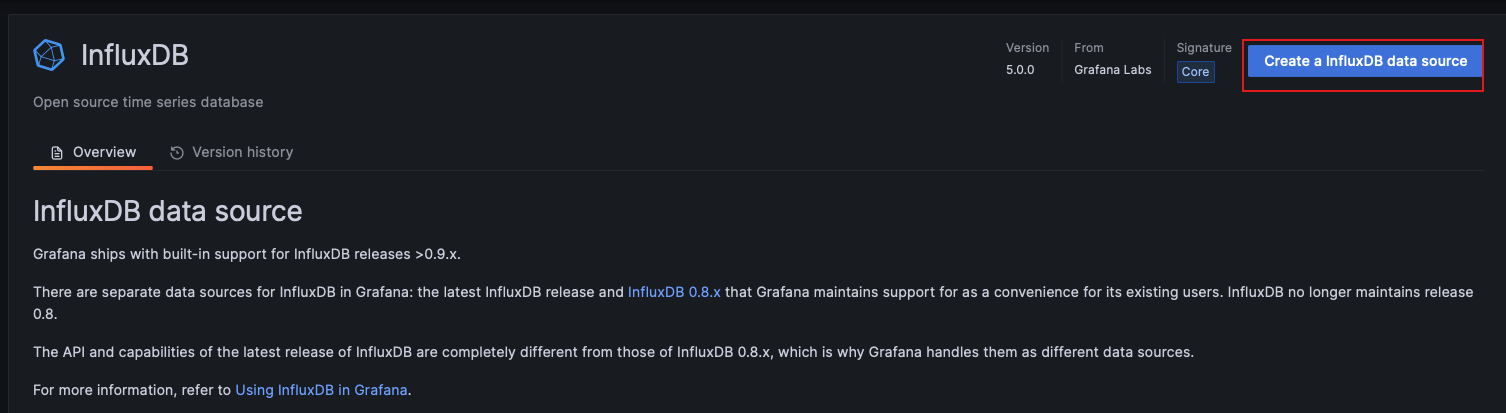 InfluxDB
Version
From
Signature
5.0.0
Grafana Labs
Core
Create a InfluxDB data source
Open source time series database
Overview
Version history
InfluxDB data source
Grafana ships with built-in support for InfluxDB releases >0.9.x.
There are separate data sources for InfluxDB in Grafana: the latest InfluxDB release and InfluxDB 0.8.x that Grafana maintains support for as a convenience for its existing users. InfluxDB no longer maintains release
0.8.
The API and capabilities of the latest release of InfluxDB are completely different from those of InfluxDB 0.8.x, which is why Grafana handles them as different data sources.
For more information, refer to Using InfluxDB in Grafana.